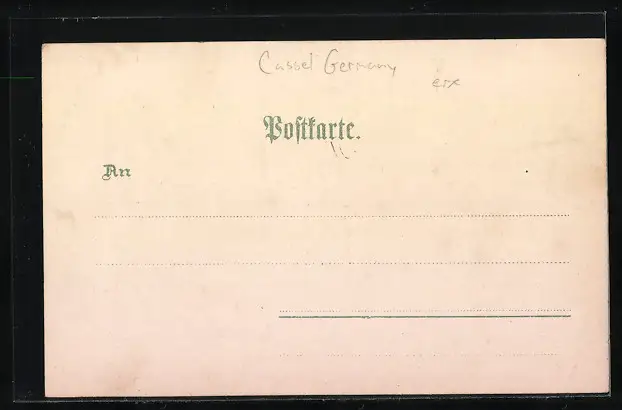 Cassel Germany
erx
Postkarte.
An